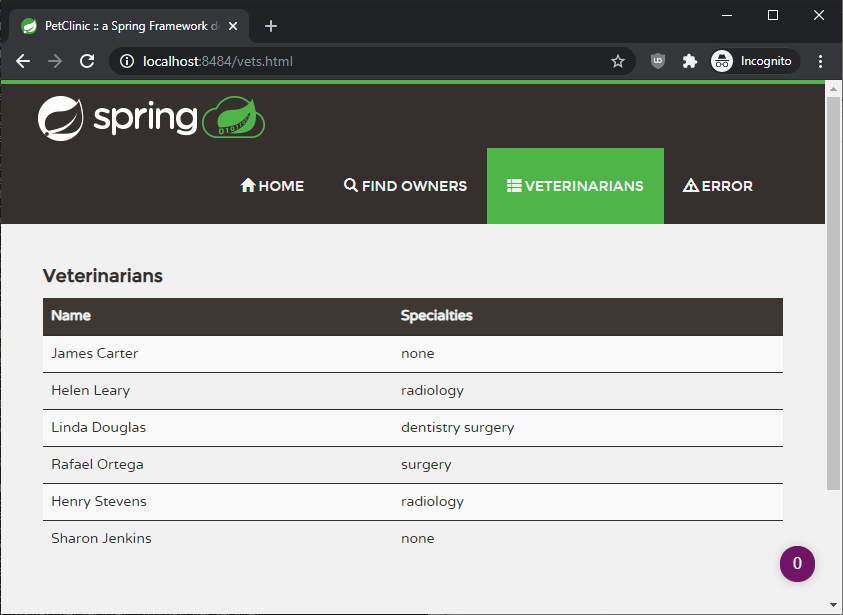 PetClinic :: a Spring Framework d
localhost:8484/vets.html
UD
Incognito
spring
HOME FIND OWNERS VETERINARIANS ERROR
Veterinarians
Name Specialties
James Carter none
Helen Leary radiology
Linda Douglas dentistry surgery
Rafael Ortega surgery
Henry Stevens radiology
Sharon Jenkins none
0